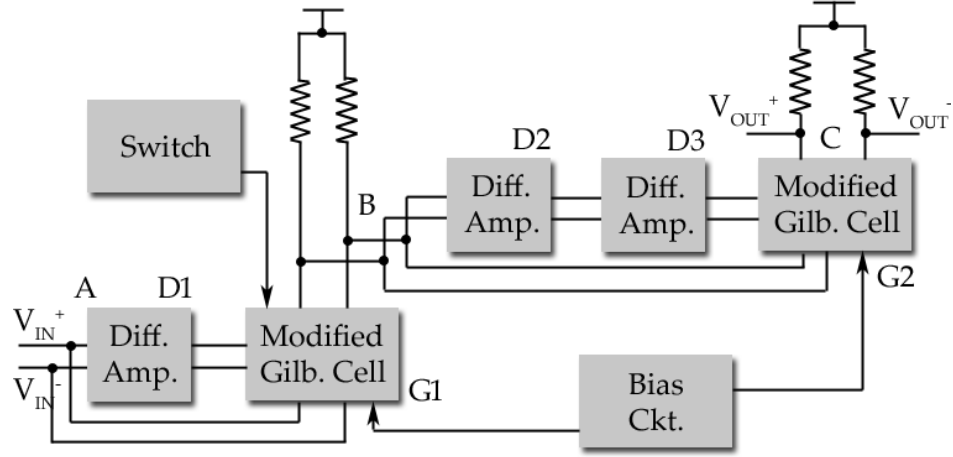 Switch
V_OUT^+
C
V_OUT^-
D2
D3
Diff.
Amp.
Diff.
Amp.
Modified
Gilb. Cell
B
G2
A
D1
V_IN^+
V_IN^-
Diff.
Amp.
Modified
Gilb. Cell
G1
Bias
Ckt.